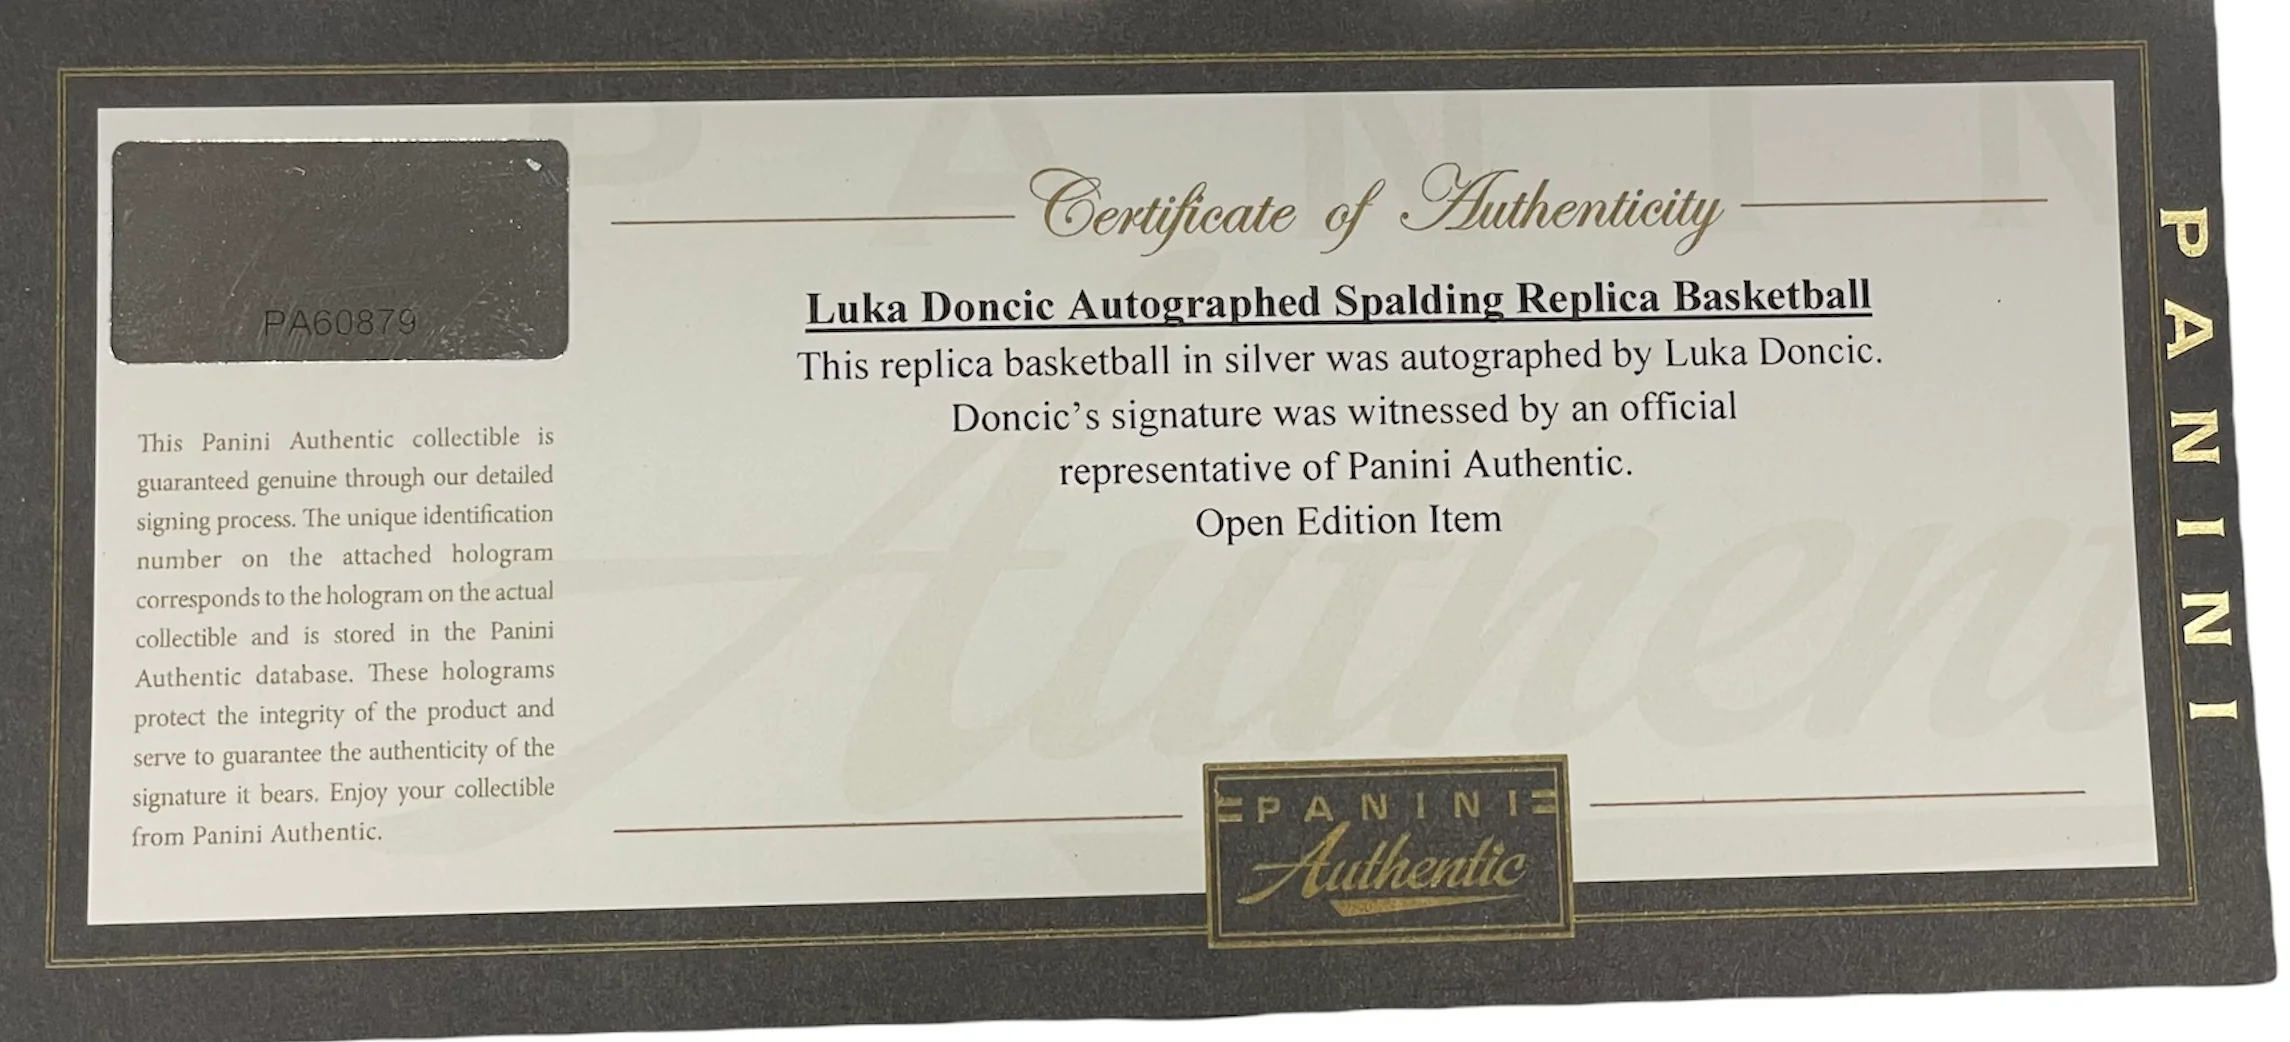 PA60879
This Panini Authentic collectible is
guaranteed genuine through our detailed
signing process. The unique identification
number on the attached hologram
corresponds to the hologram on the actual
collectible and is stored in the Panini
Authentic database. These holograms
protect the integrity of the product and
serve to guarantee the authenticity of the
signature it bears. Enjoy your collectible
from Panini Authentic.
Certificate of Authenticity
Luka Doncic Autographed Spalding Replica Basketball
This replica basketball in silver was autographed by Luka Doncic.
Doncic’s signature was witnessed by an official
representative of Panini Authentic.
Open Edition Item
PANINI
Authentic
PANINI
PANIN
Authent